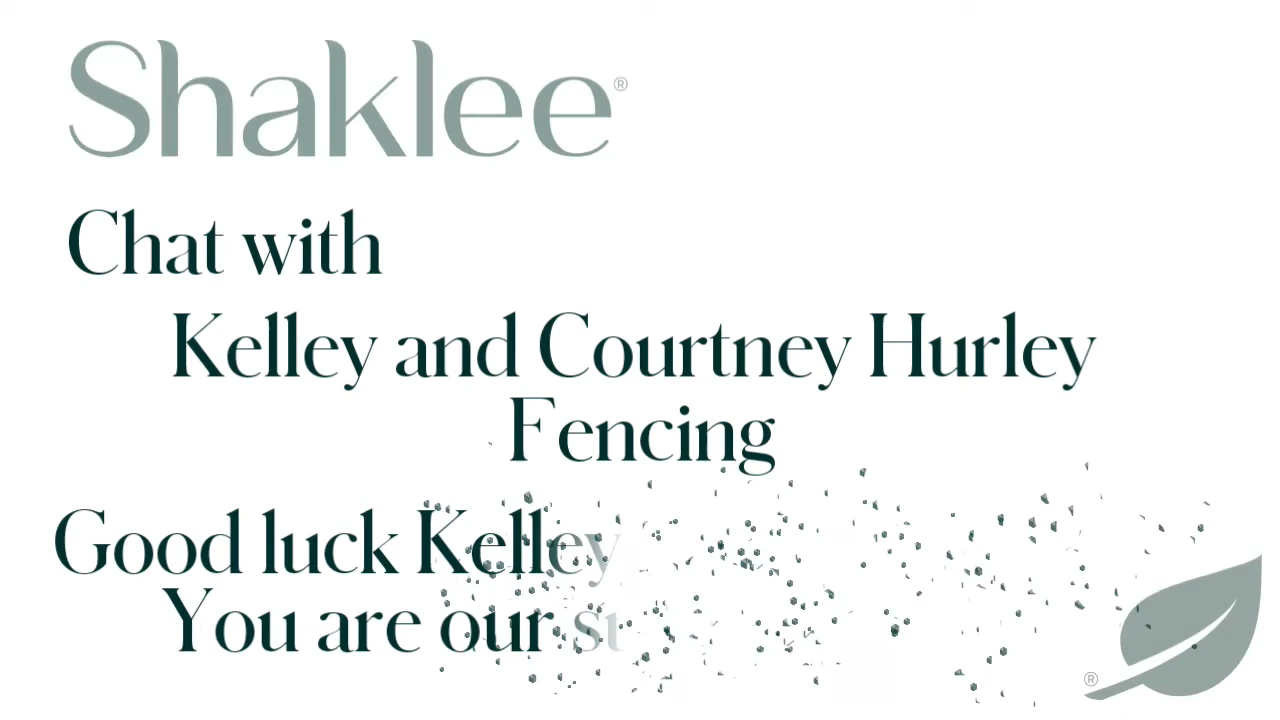 Shaklee®
Chat with
Kelley and Courtney Hurley
Fencing
Good luck Kelley
You are our
®